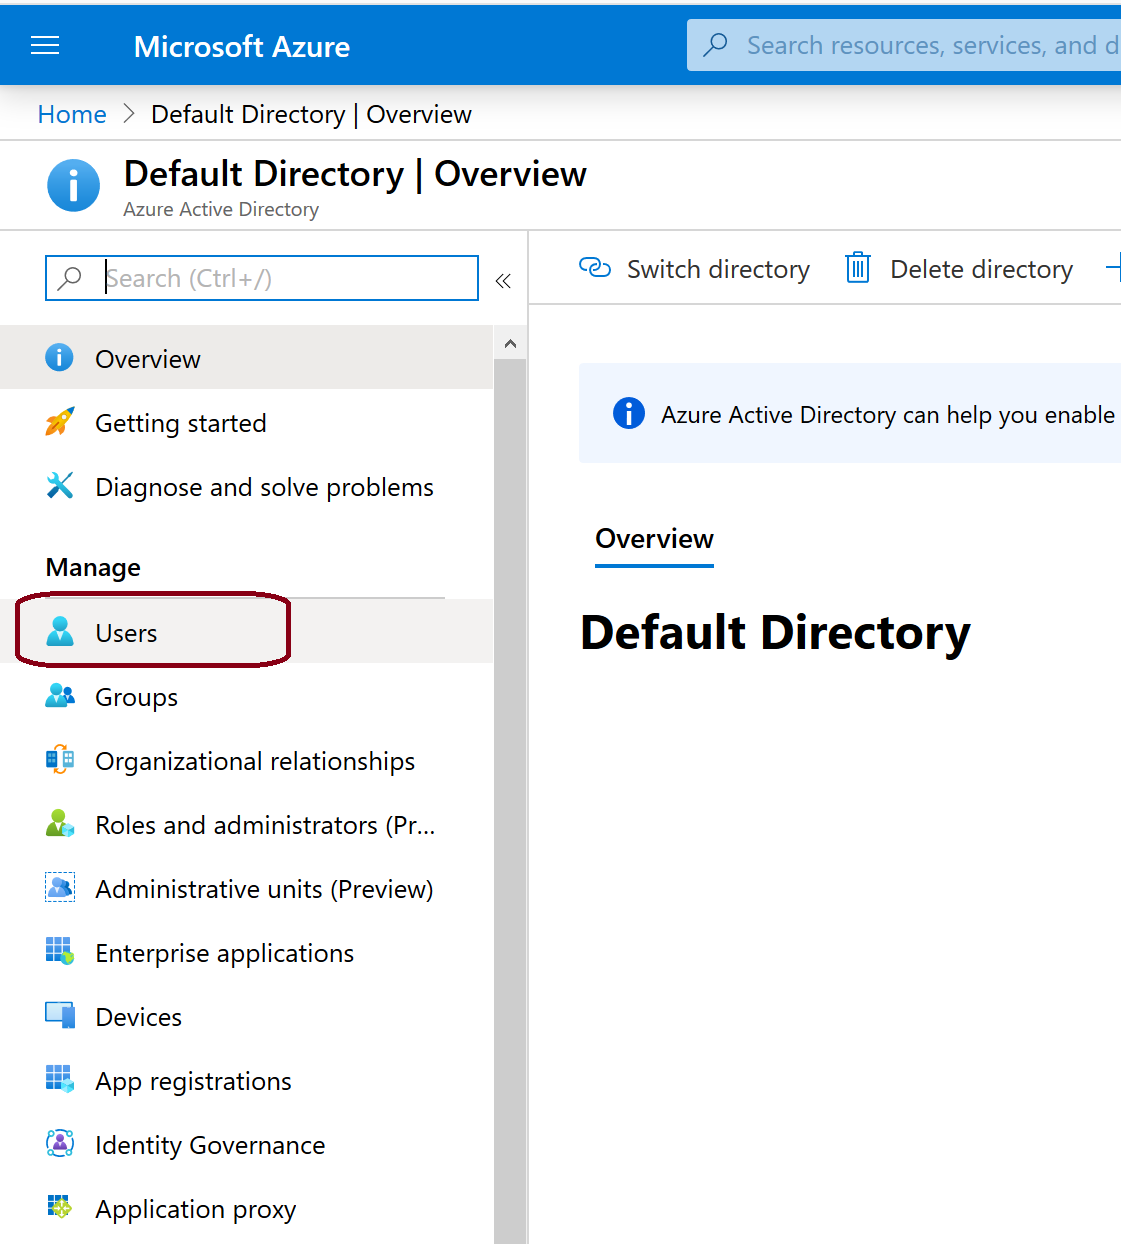 Microsoft Azure
Search resources, services, and d
Home > Default Directory | Overview
Default Directory | Overview
Azure Active Directory
Search (Ctrl+/)
«
Switch directory
Delete directory
Overview
Getting started
Diagnose and solve problems
Manage
Users
Groups
Organizational relationships
Roles and administrators (Pr...
Administrative units (Preview)
Enterprise applications
Devices
App registrations
Identity Governance
Application proxy
Azure Active Directory can help you enable
Overview
Default Directory